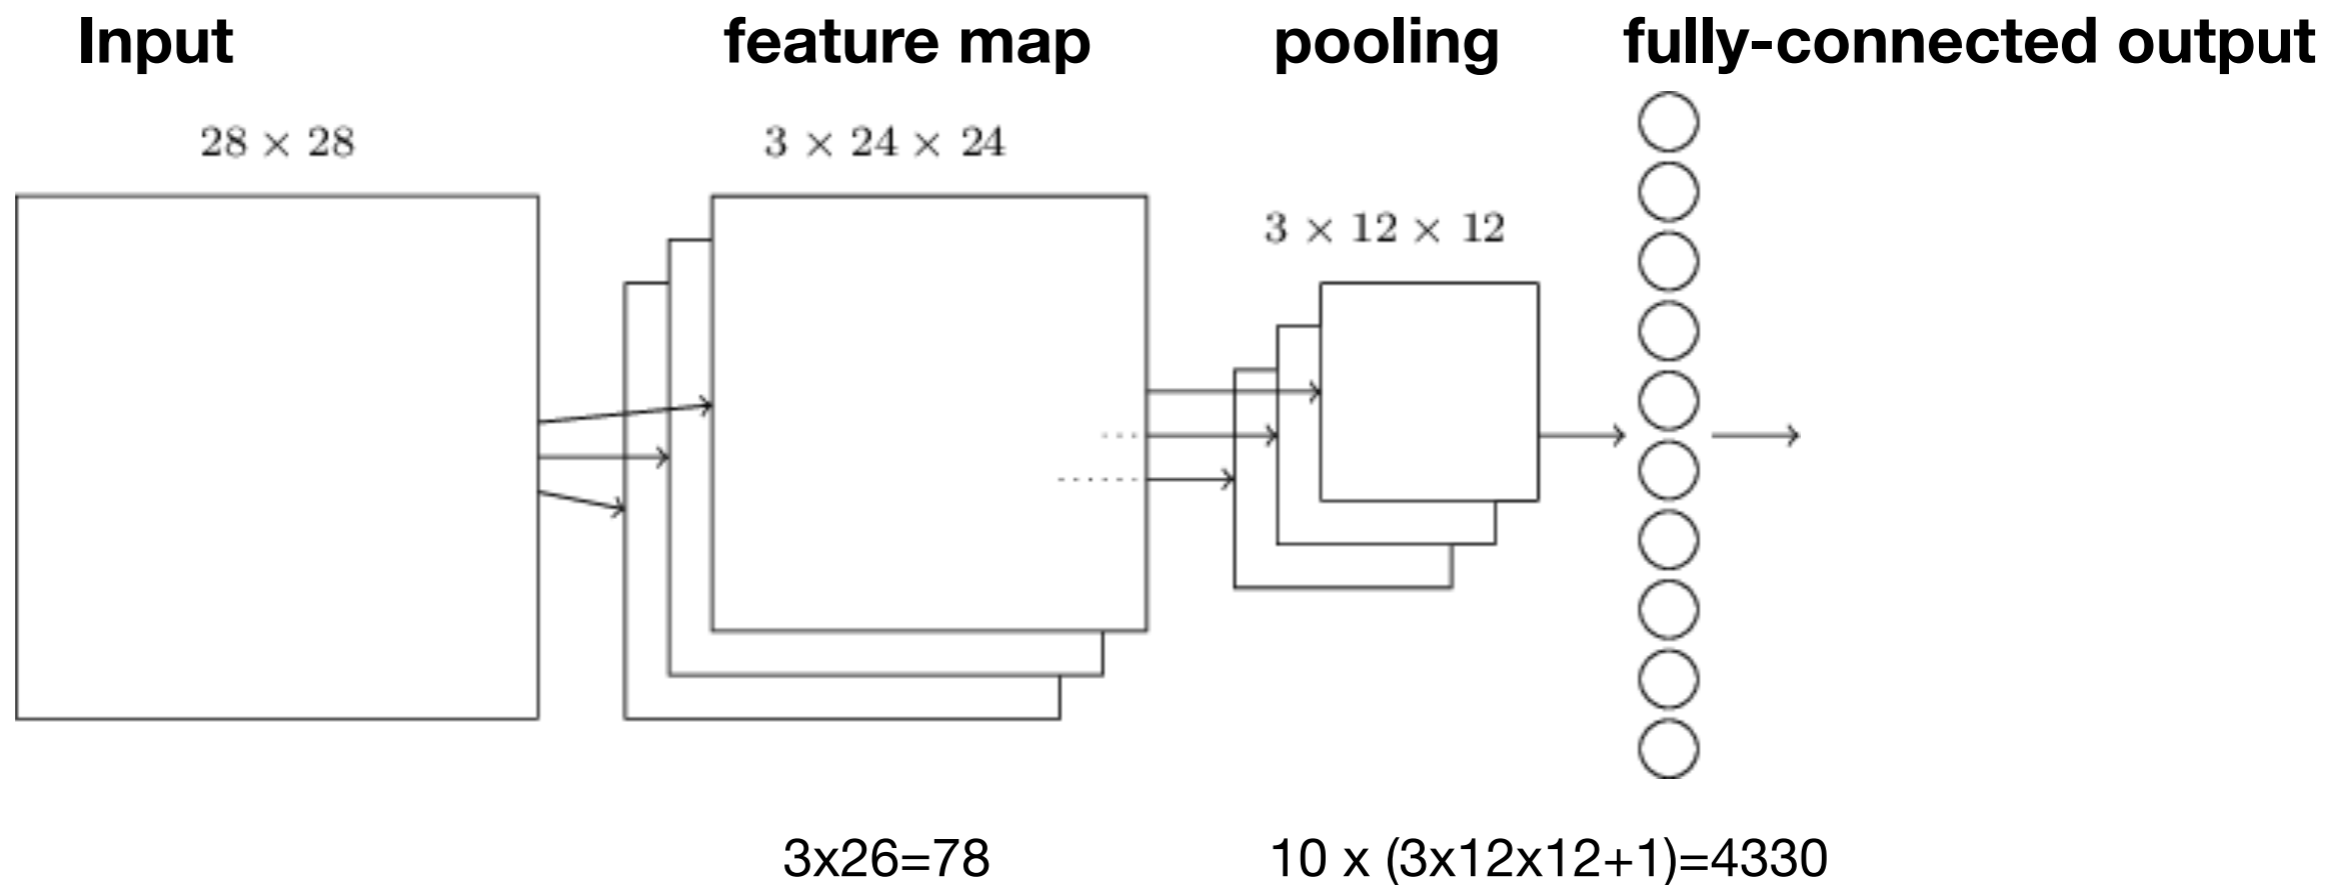 Input feature map pooling fully-connected output
28 × 28 3 × 24 × 24
3 × 12 × 12
3x26=78 10 x (3x12x12+1)=4330